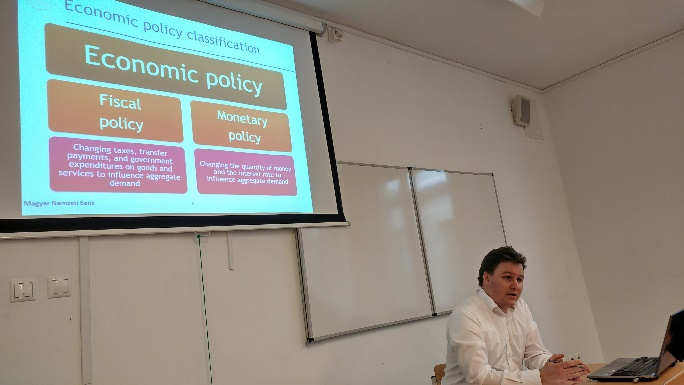 Economic policy classification
Economic policy
Fiscal
policy
Monetary
policy
Changing taxes, transfer
payments, and government
expenditures on goods and
services to influence aggregate
demand
Changing the quantity of money
and the interest rate to
influence aggregate demand
Magyar Nemzeti Bank